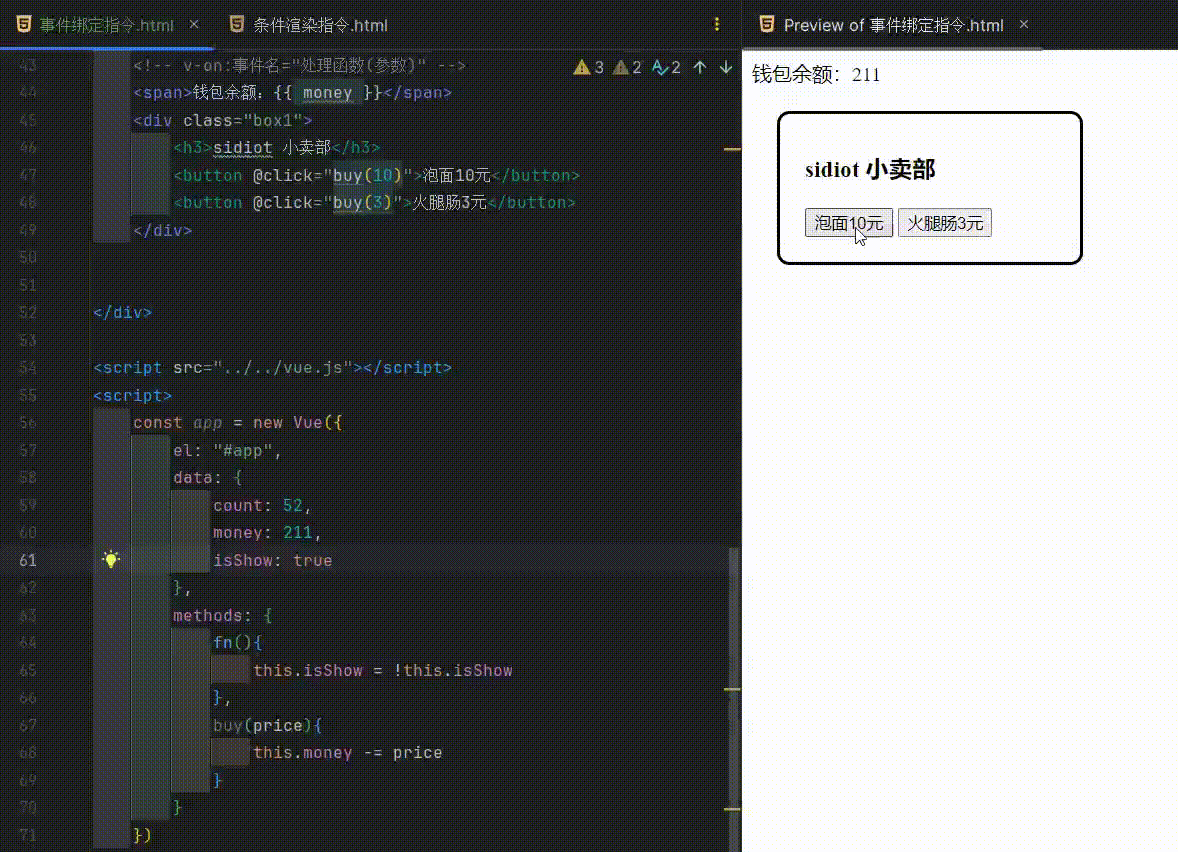 事件绑定指令.html
条件渲染指令.html
Preview of 事件绑定指令.html
3 2 2
43 <!-- v-on:事件名="处理函数(参数)" -->
44 <span>钱包余额：{{ money }}</span>
45 <div class="box1">
46 <h3>sidiot 小卖部</h3>
47 <button @click="buy(10)">泡面10元</button>
48 <button @click="buy(3)">火腿肠3元</button>
49 </div>
50
51
52 </div>
53
54 <script src="../../vue.js"></script>
55 <script>
56 const app = new Vue({
57 el: "#app",
58 data: {
59 count: 52,
60 money: 211,
61 isShow: true
62 },
63 methods: {
64 fn(){
65 this.isShow = !this.isShow
66 },
67 buy(price){
68 this.money -= price
69 }
70 }
71 })
钱包余额：211
sidiot 小卖部
泡面10元
火腿肠3元